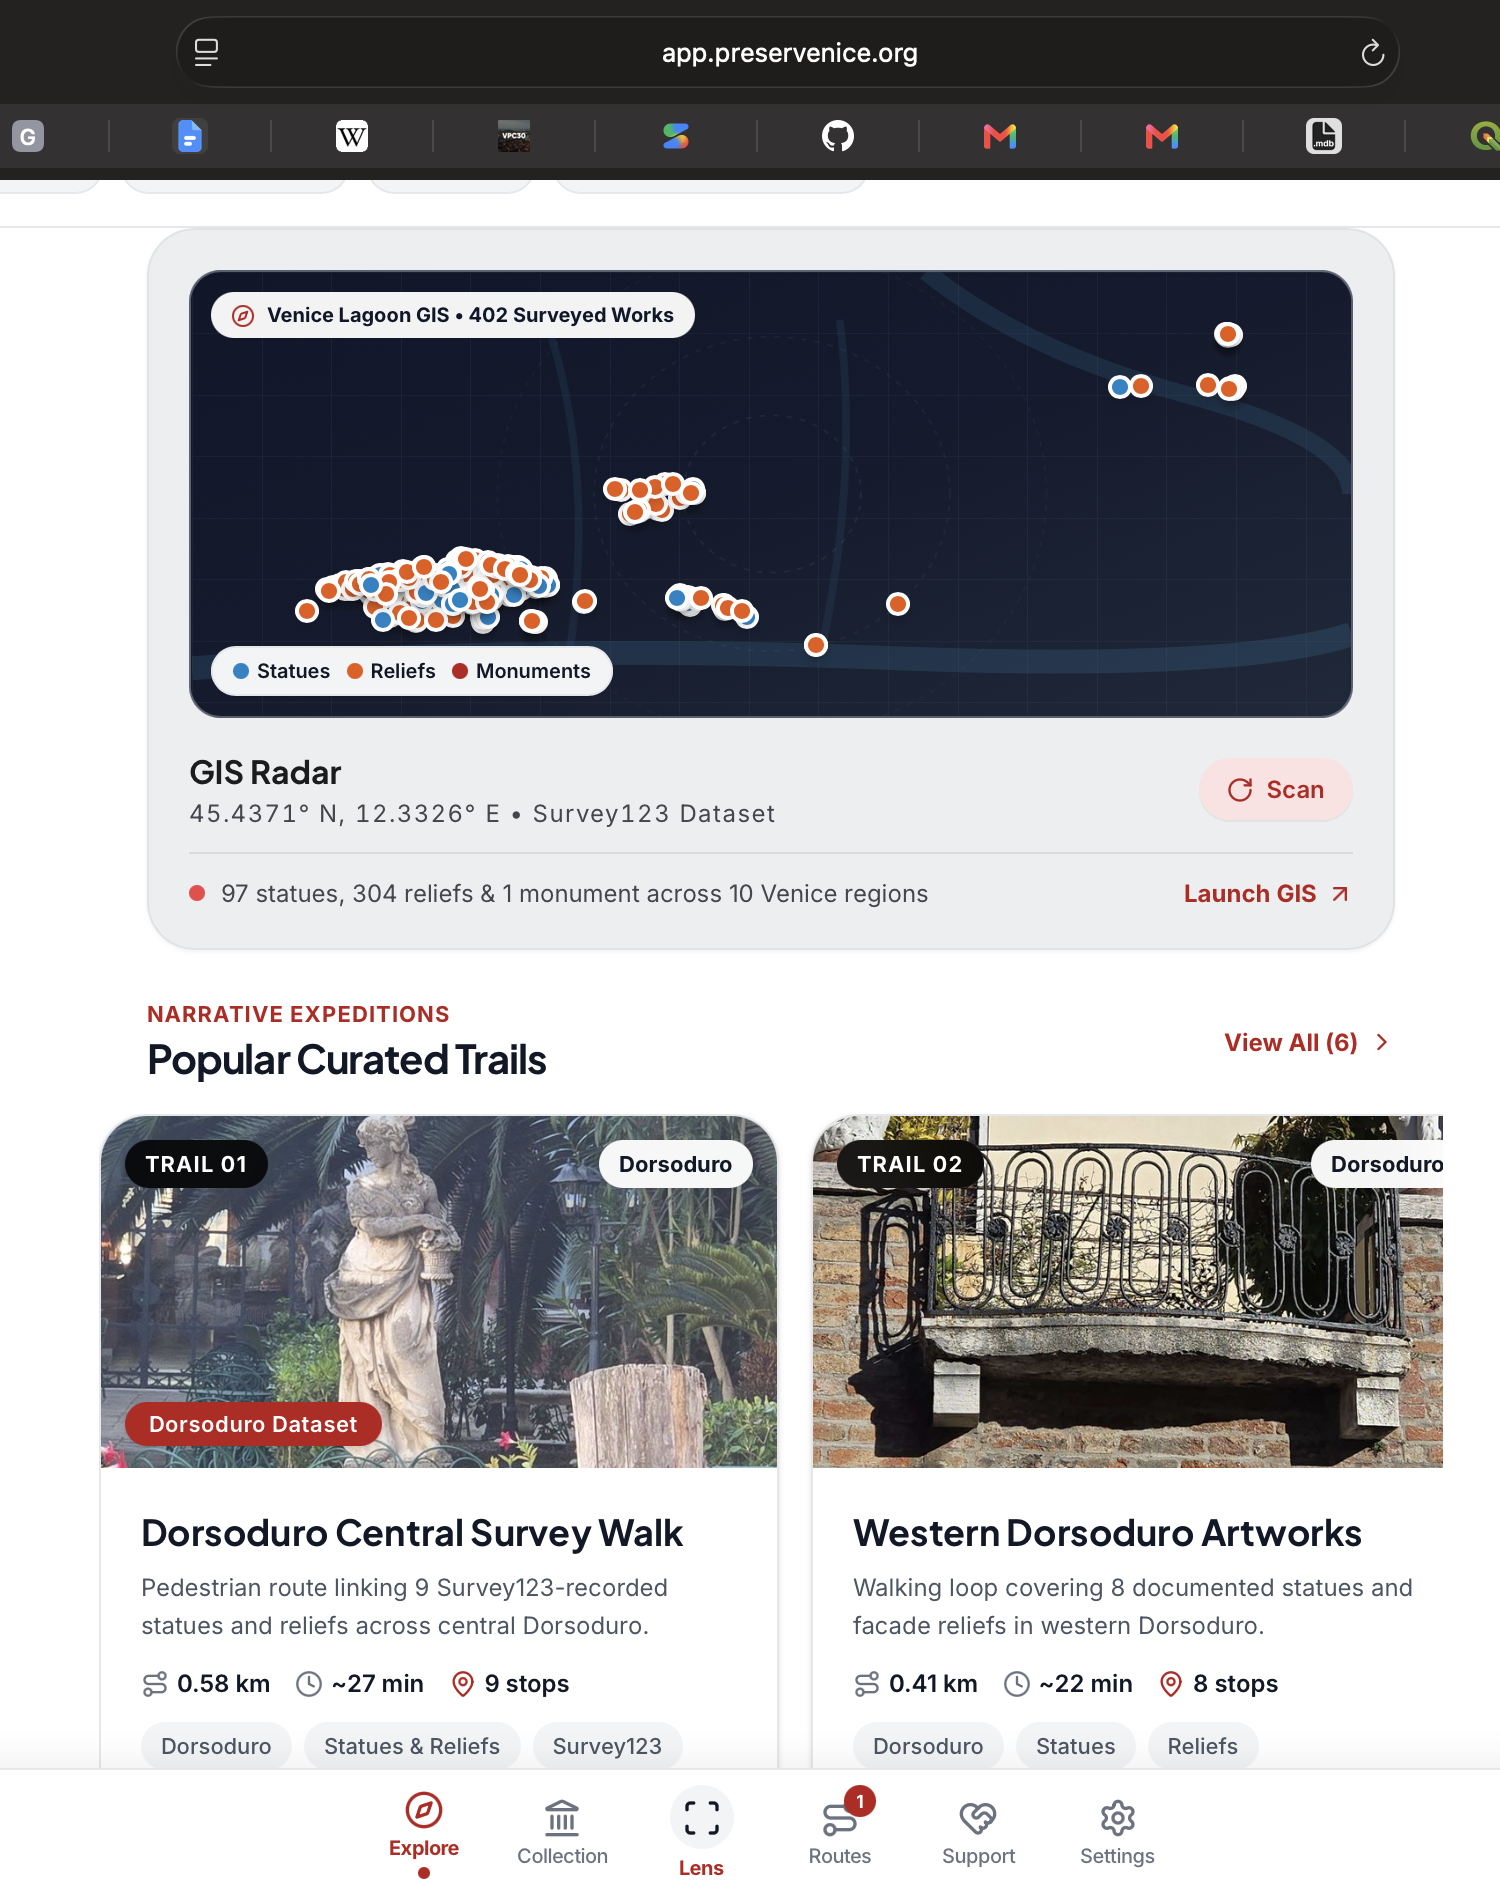 app.preservenice.org
G
W
VPC30
.mdb
Venice Lagoon GIS • 402 Surveyed Works
Statues
Reliefs
Monuments
GIS Radar
45.4371° N, 12.3326° E • Survey123 Dataset
Scan
97 statues, 304 reliefs & 1 monument across 10 Venice regions
Launch GIS
NARRATIVE EXPEDITIONS
Popular Curated Trails
View All (6)
TRAIL 01
Dorsoduro
Dorsoduro Dataset
Dorsoduro Central Survey Walk
Pedestrian route linking 9 Survey123-recorded
statues and reliefs across central Dorsoduro.
0.58 km
~27 min
9 stops
Dorsoduro
Statues & Reliefs
Survey123
TRAIL 02
Dorsoduro
Western Dorsoduro Artworks
Walking loop covering 8 documented statues and
facade reliefs in western Dorsoduro.
0.41 km
~22 min
8 stops
Dorsoduro
Statues
Reliefs
Explore
Collection
Lens
1
Routes
Support
Settings